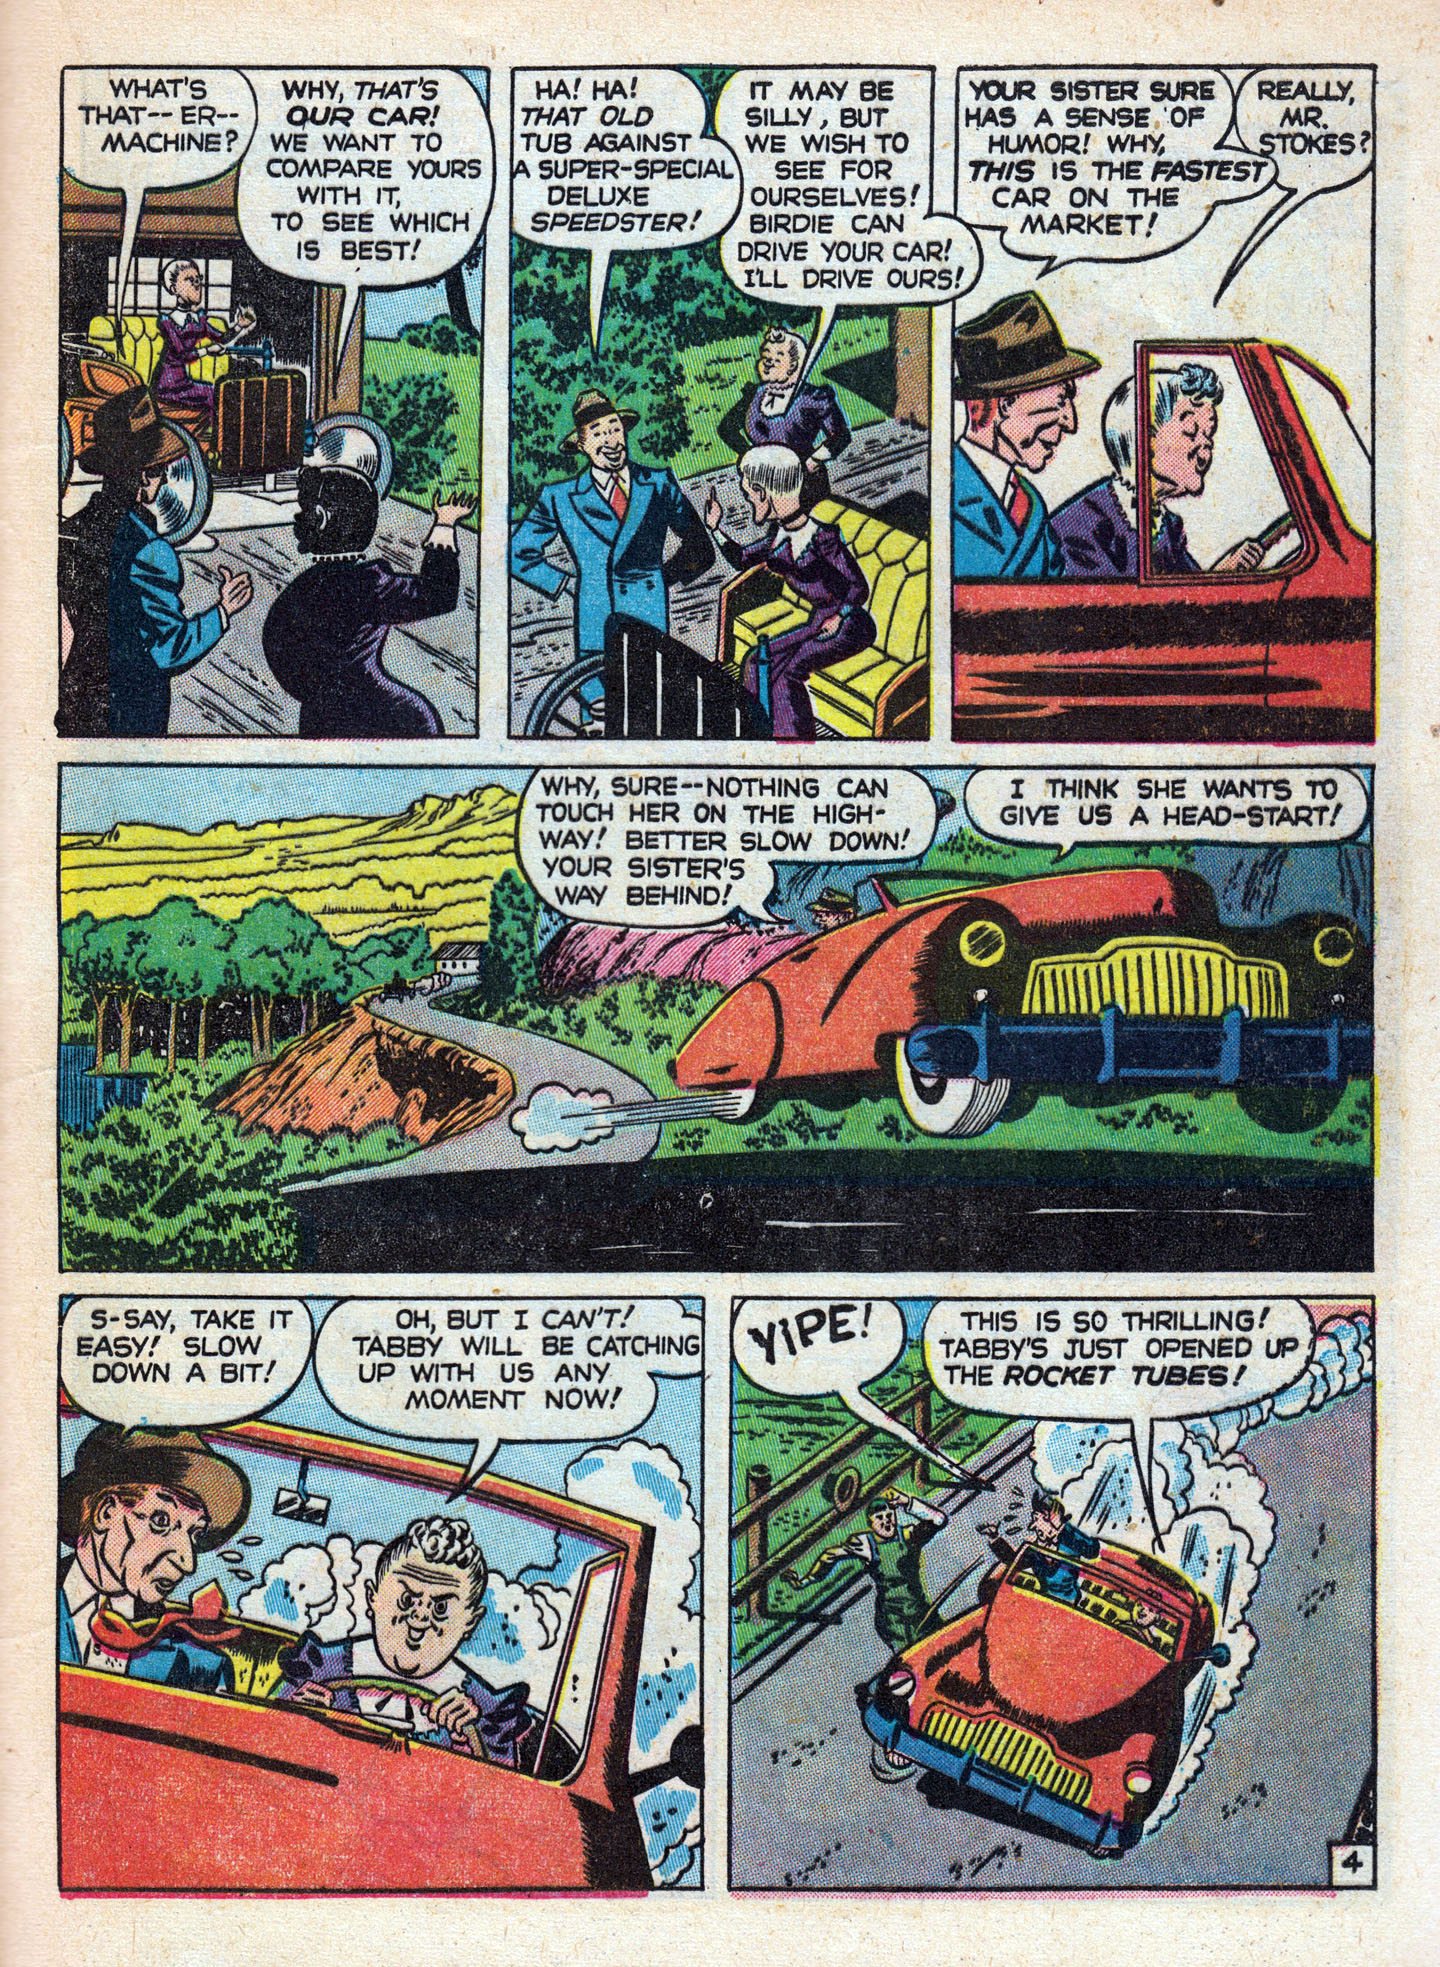 WHAT'S
THAT-- ER--
MACHINE?
WHY, THAT'S
OUR CAR!
WE WANT TO
COMPARE YOURS
WITH IT,
TO SEE WHICH
IS BEST!
HA! HA!
THAT OLD
TUB AGAINST
A SUPER-SPECIAL
DELUXE
SPEEDSTER!
IT MAY BE
SILLY, BUT
WE WISH TO
SEE FOR
OURSELVES!
BIRDIE CAN
DRIVE YOUR CAR!
I'LL DRIVE OURS!
YOUR SISTER SURE
HAS A SENSE OF
HUMOR! WHY,
THIS IS THE FASTEST
CAR ON THE
MARKET!
REALLY,
MR.
STOKES?
WHY, SURE--NOTHING CAN
TOUCH HER ON THE HIGH-
WAY! BETTER SLOW DOWN!
YOUR SISTER'S
WAY BEHIND!
I THINK SHE WANTS TO
GIVE US A HEAD-START!
S-SAY, TAKE IT
EASY! SLOW
DOWN A BIT!
OH, BUT I CAN'T!
TABBY WILL BE CATCHING
UP WITH US ANY
MOMENT NOW!
YIPE!
THIS IS SO THRILLING!
TABBY'S JUST OPENED UP
THE ROCKET TUBES!
4